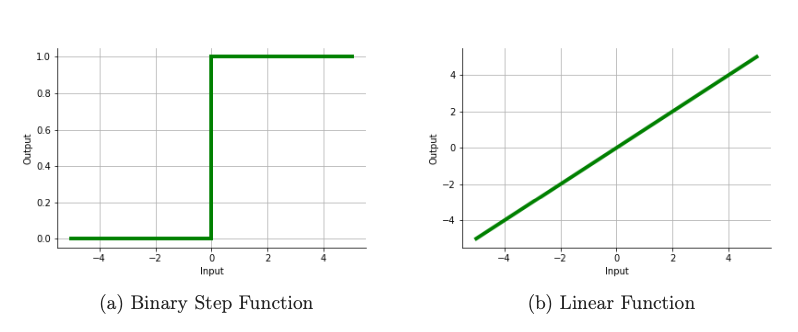 1.0
0.8
0.6
0.4
0.2
0.0
Output
−4 −2 0 2 4
Input
(a) Binary Step Function
4
2
0
−2
−4
Output
−4 −2 0 2 4
Input
(b) Linear Function